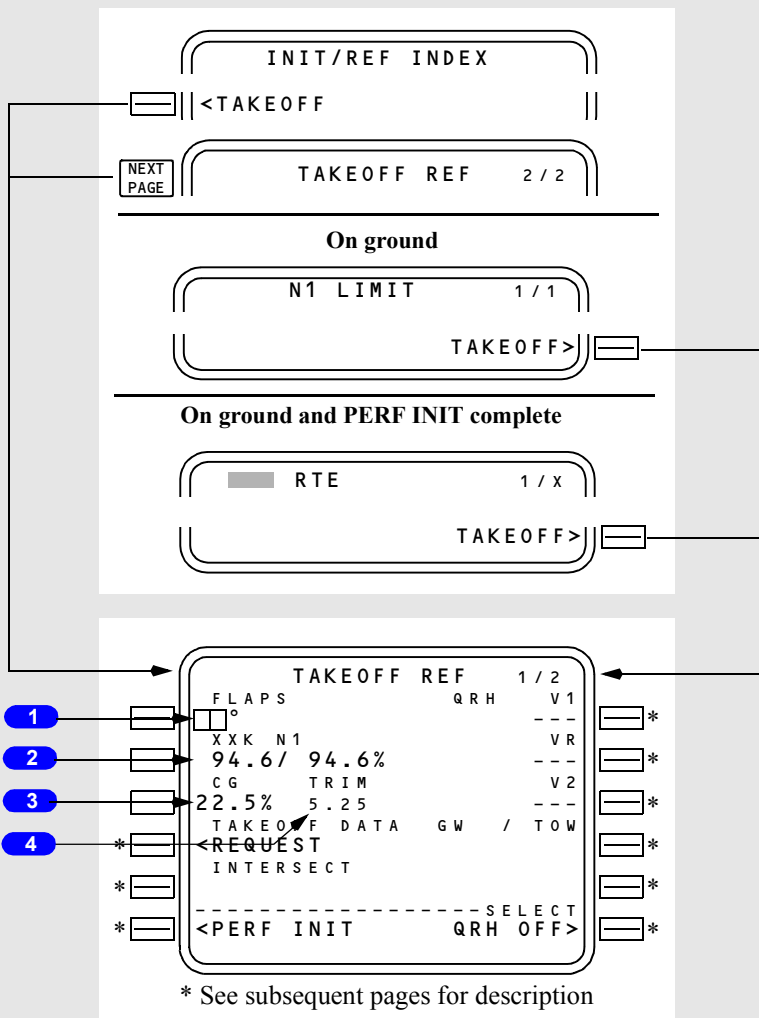 INIT/REF INDEX
<TAKEOFF
NEXT PAGE
TAKEOFF REF 2/2
On ground
N1 LIMIT 1/1
TAKEOFF>
On ground and PERF INIT complete
RTE 1/X
TAKEOFF>
TAKEOFF REF 1/2
FLAPS QRH V1
1 ° ---
XXK N1 VR
2 94.6/ 94.6% --- *
CG TRIM V2
3 22.5% 5.25 --- *
TAKEOFF DATA GW / TOW
4 * <REQUEST *
INTERSECT
* *
------------------SELECT
* <PERF INIT QRH OFF> *
* See subsequent pages for description